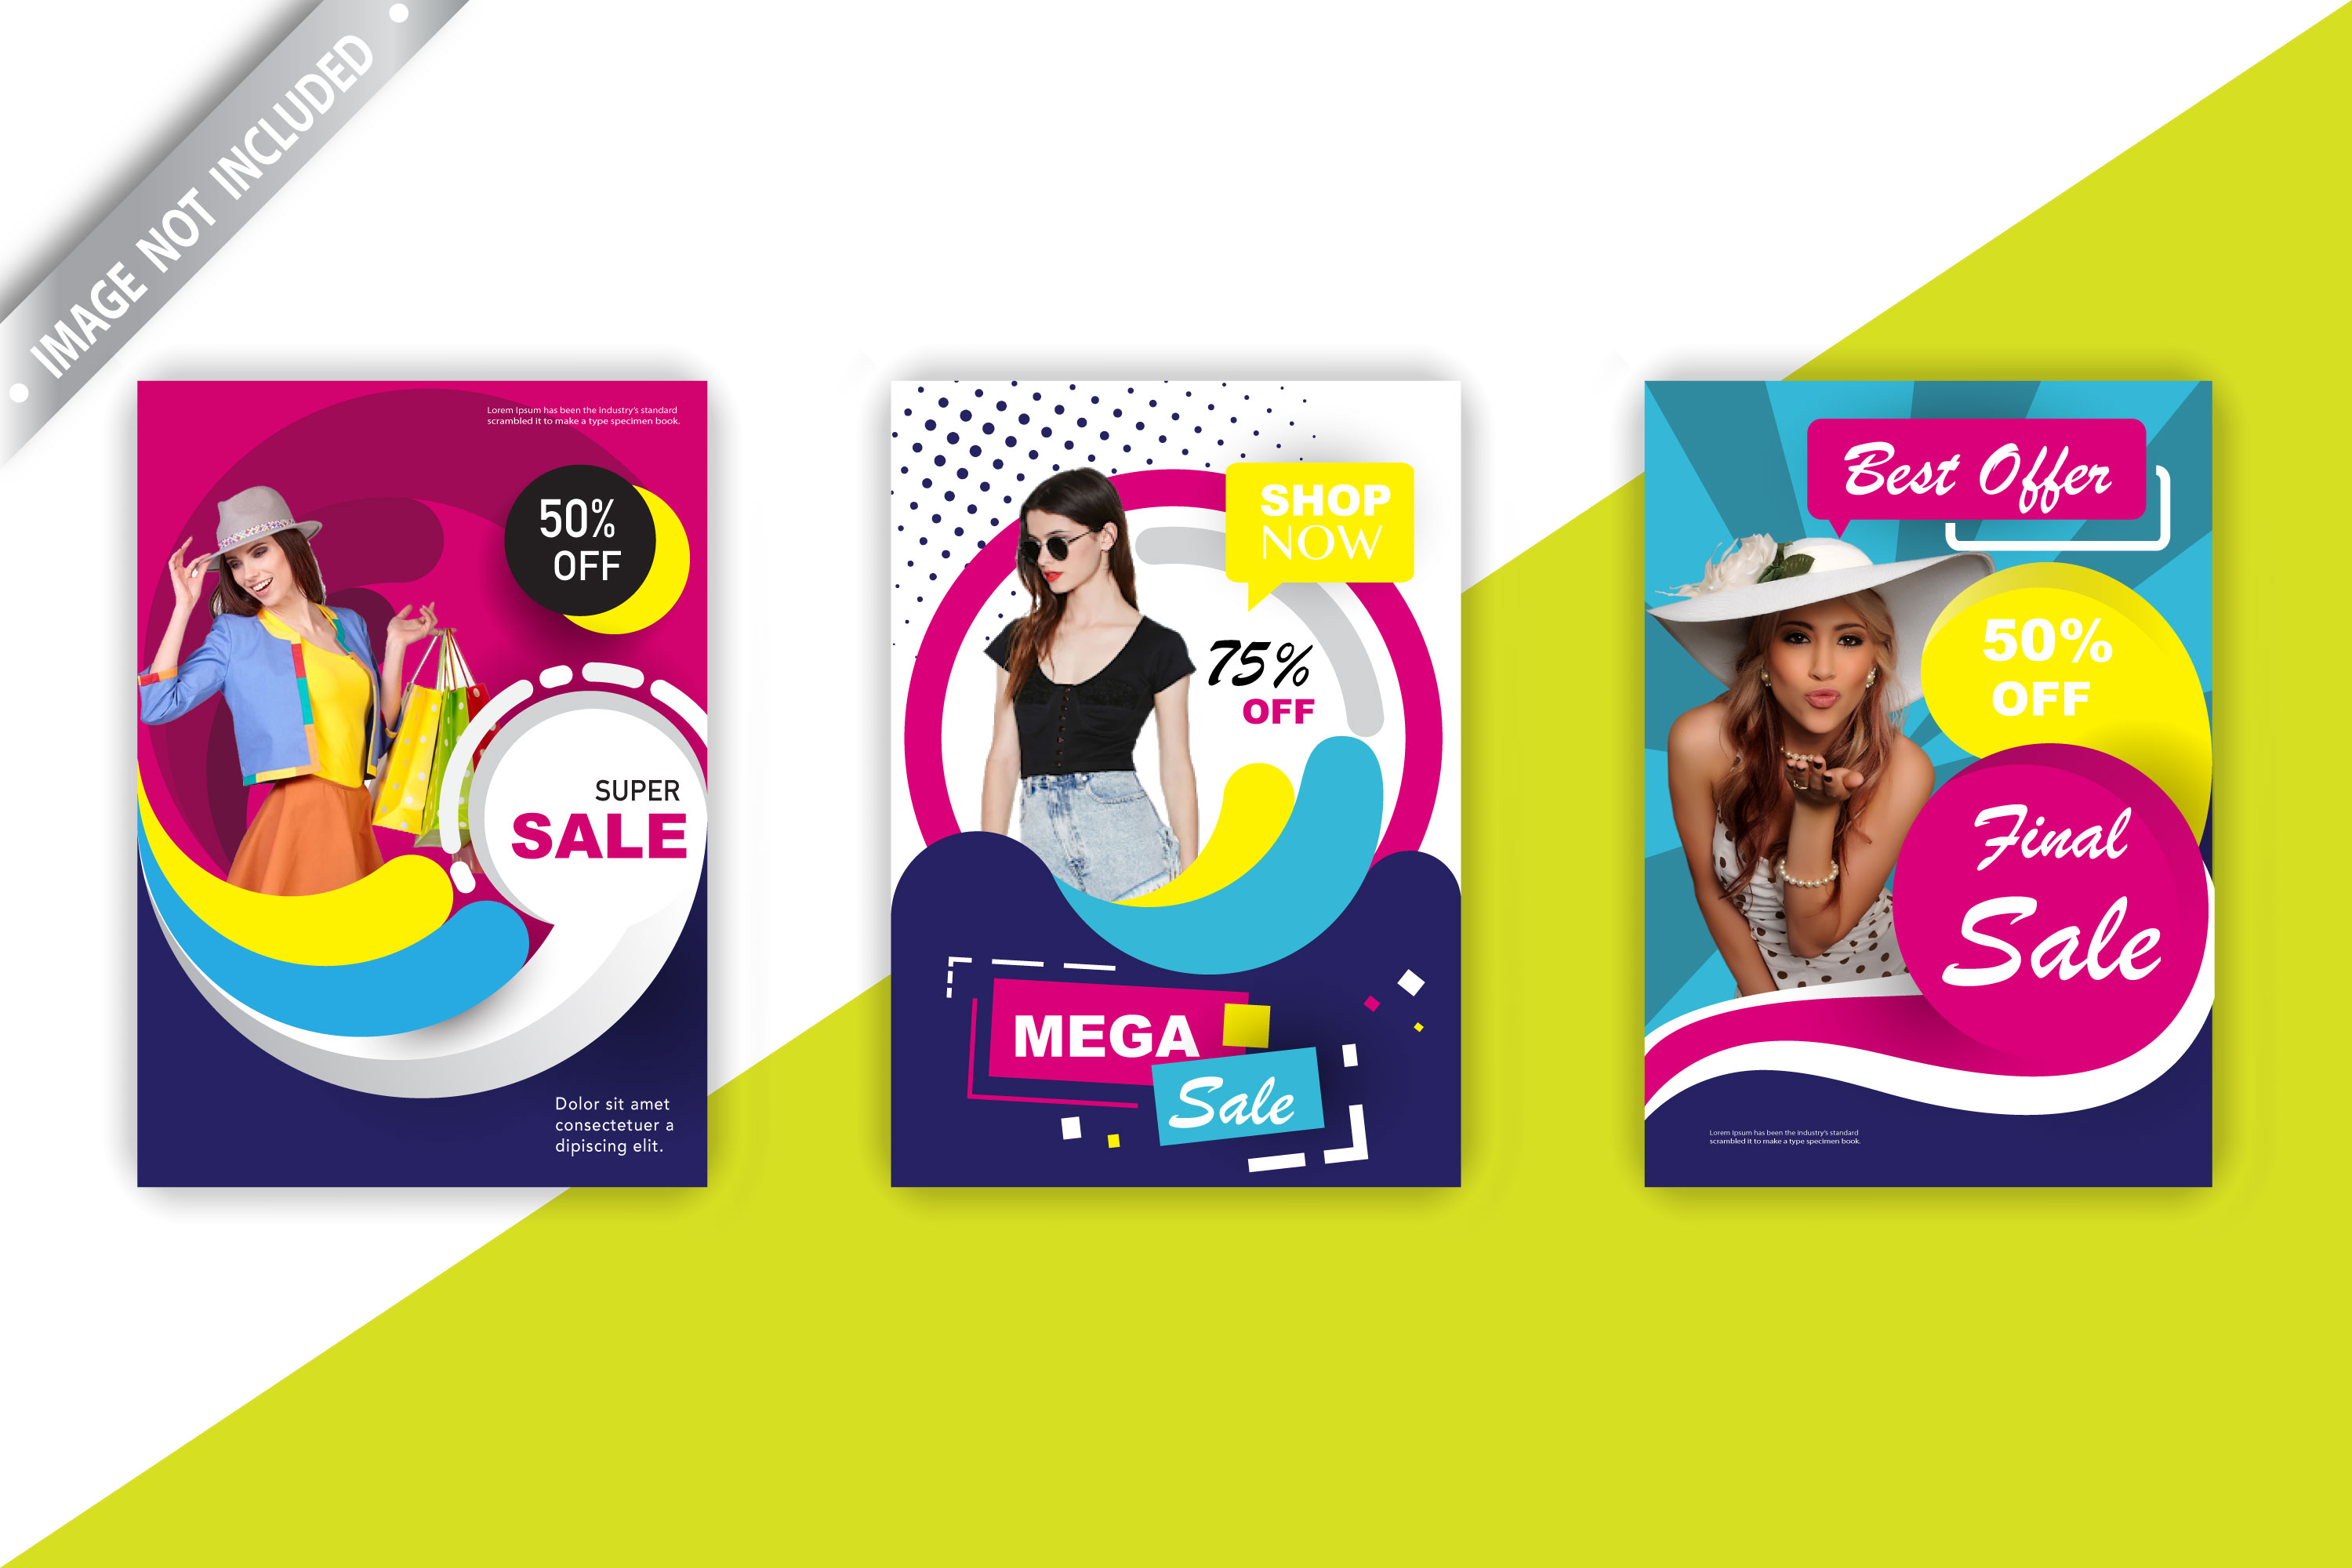 IMAGE NOT INCLUDED
Lorem Ipsum has been the industry's standard
scrambled it to make a type specimen book.
50%
OFF
SUPER
SALE
Dolor sit amet
consectetuer a
dipiscing elit.
SHOP
NOW
75%
OFF
MEGA
Sale
Best Offer
50%
OFF
Final
Sale
Lorem Ipsum has been the industry's standard
scrambled it to make a type specimen book.